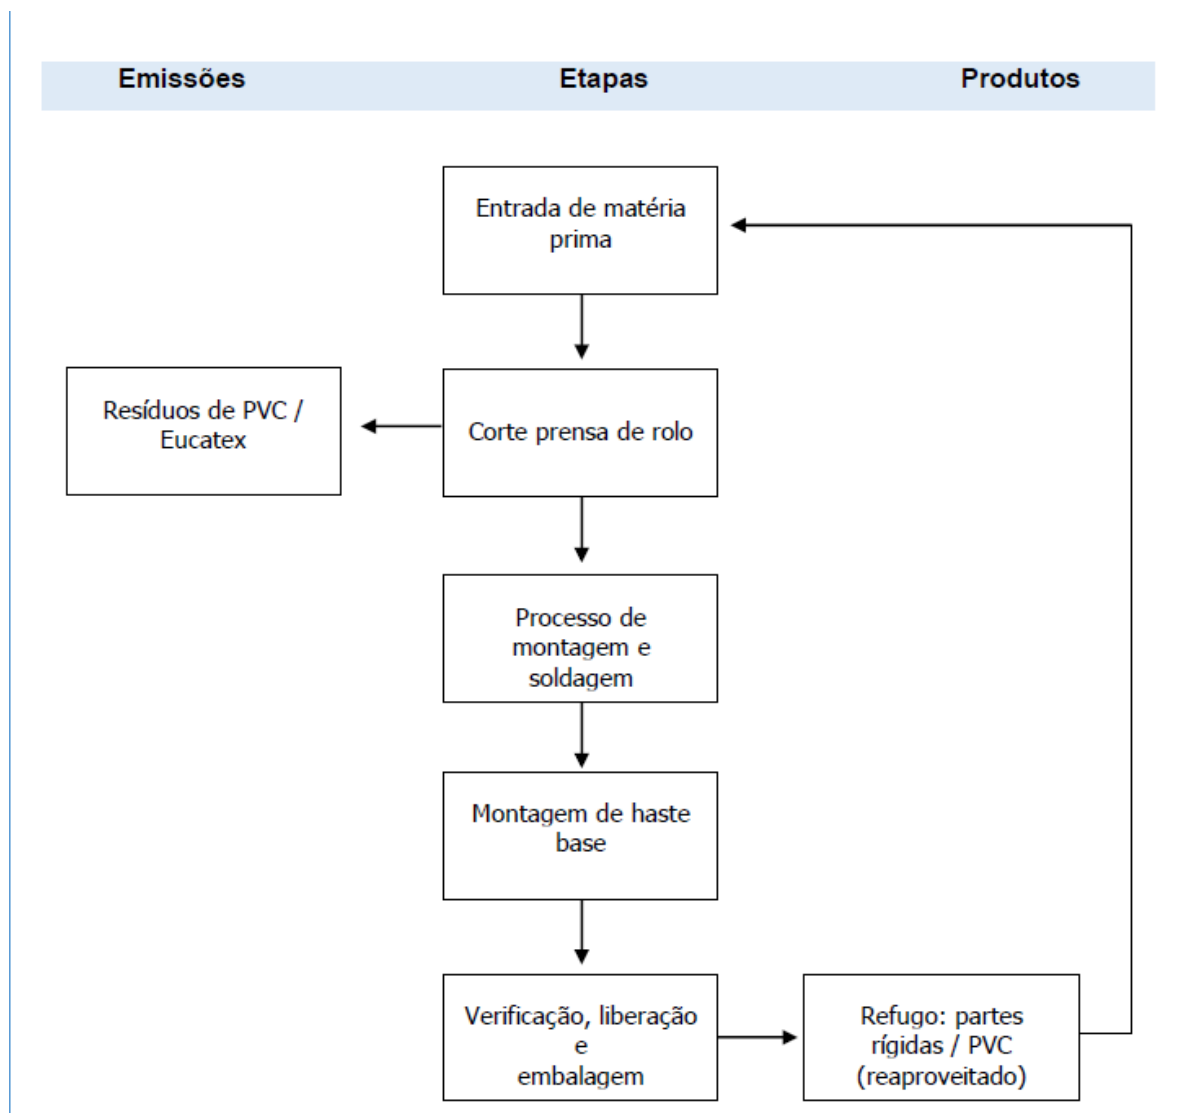 Emissões
Etapas
Produtos
Entrada de matéria
prima
Resíduos de PVC /
Eucatex
Corte prensa de rolo
Processo de
montagem e
soldagem
Montagem de haste
base
Verificação, liberação
e
embalagem
Refugo: partes
rígidas / PVC
(reaproveitado)